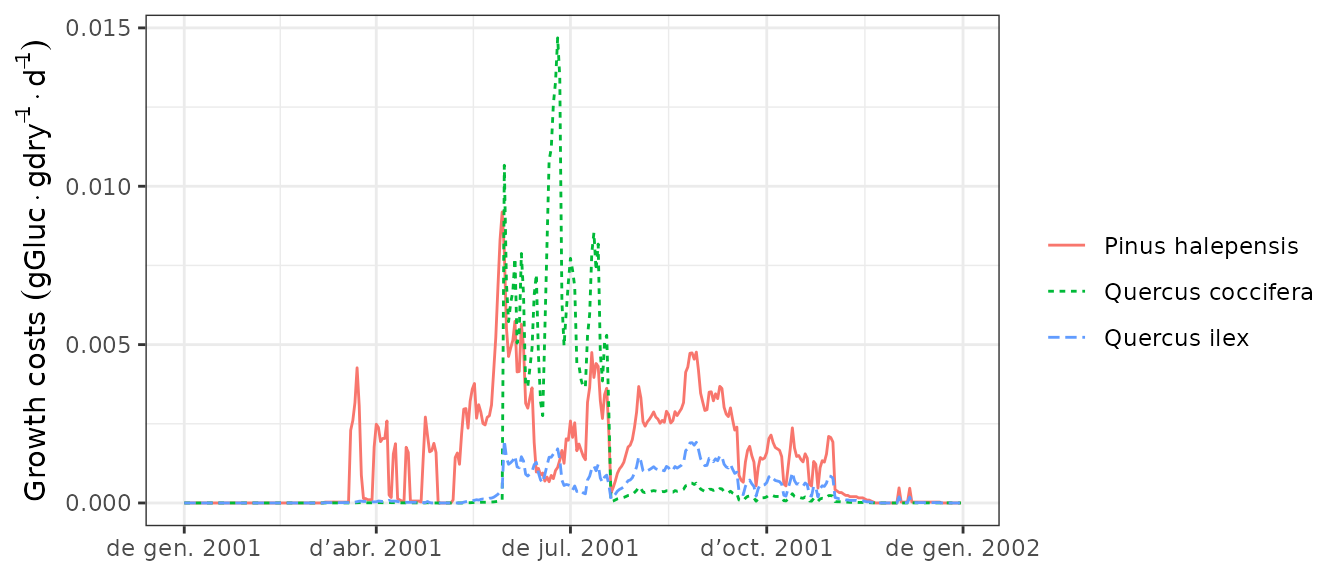 Growth costs (gGluc · gdry⁻¹ · d⁻¹)
0.015
0.010
0.005
0.000
de gen. 2001 d’abr. 2001 de jul. 2001 d’oct. 2001 de gen. 2002
Pinus halepensis
Quercus coccifera
Quercus ilex